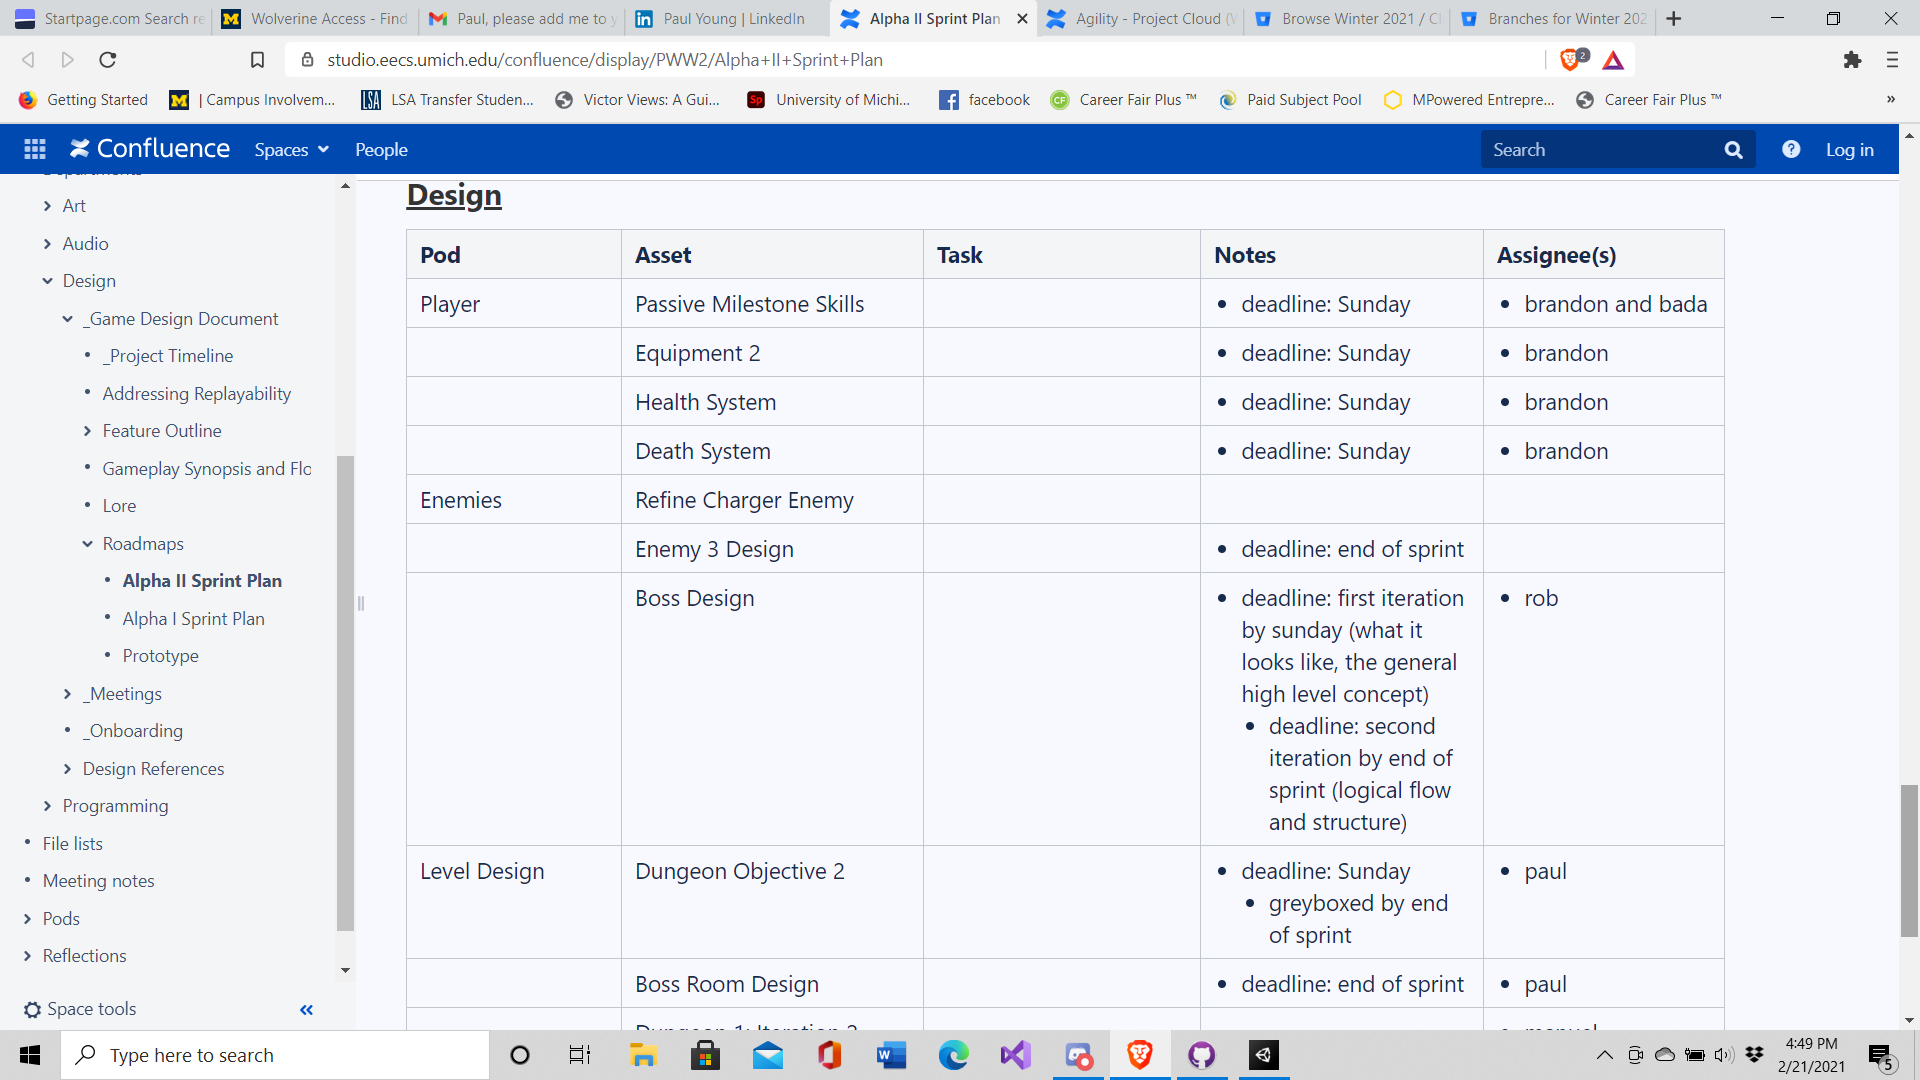 Startpage.com Search re
Wolverine Access - Find
Paul, please add me to y
Paul Young | LinkedIn
Alpha II Sprint Plan
Agility - Project Cloud (W
Browse Winter 2021 / Cl
Branches for Winter 202
studio.eecs.umich.edu/confluence/display/PWW2/Alpha+II+Sprint+Plan
2
Getting Started
| Campus Involvem...
LSA Transfer Studen...
Victor Views: A Gui...
University of Michi...
facebook
Career Fair Plus ™
Paid Subject Pool
MPowered Entrepre...
Career Fair Plus ™
»
Confluence
Spaces
People
Search
Log in
Departments
Art
Audio
Design
_Game Design Document
_Project Timeline
Addressing Replayability
Feature Outline
Gameplay Synopsis and Flo
Lore
Roadmaps
Alpha II Sprint Plan
Alpha I Sprint Plan
Prototype
_Meetings
_Onboarding
Design References
Programming
File lists
Meeting notes
Pods
Reflections
Space tools
«
Design
Pod Asset Task Notes Assignee(s)
Player Passive Milestone Skills • deadline: Sunday • brandon and bada
Equipment 2 • deadline: Sunday • brandon
Health System • deadline: Sunday • brandon
Death System • deadline: Sunday • brandon
Enemies Refine Charger Enemy
Enemy 3 Design • deadline: end of sprint
Boss Design • deadline: first iteration • rob
by sunday (what it
looks like, the general
high level concept)
• deadline: second
iteration by end of
sprint (logical flow
and structure)
Level Design Dungeon Objective 2 • deadline: Sunday • paul
• greyboxed by end
of sprint
Boss Room Design • deadline: end of sprint • paul
Type here to search
4:49 PM
2/21/2021
5